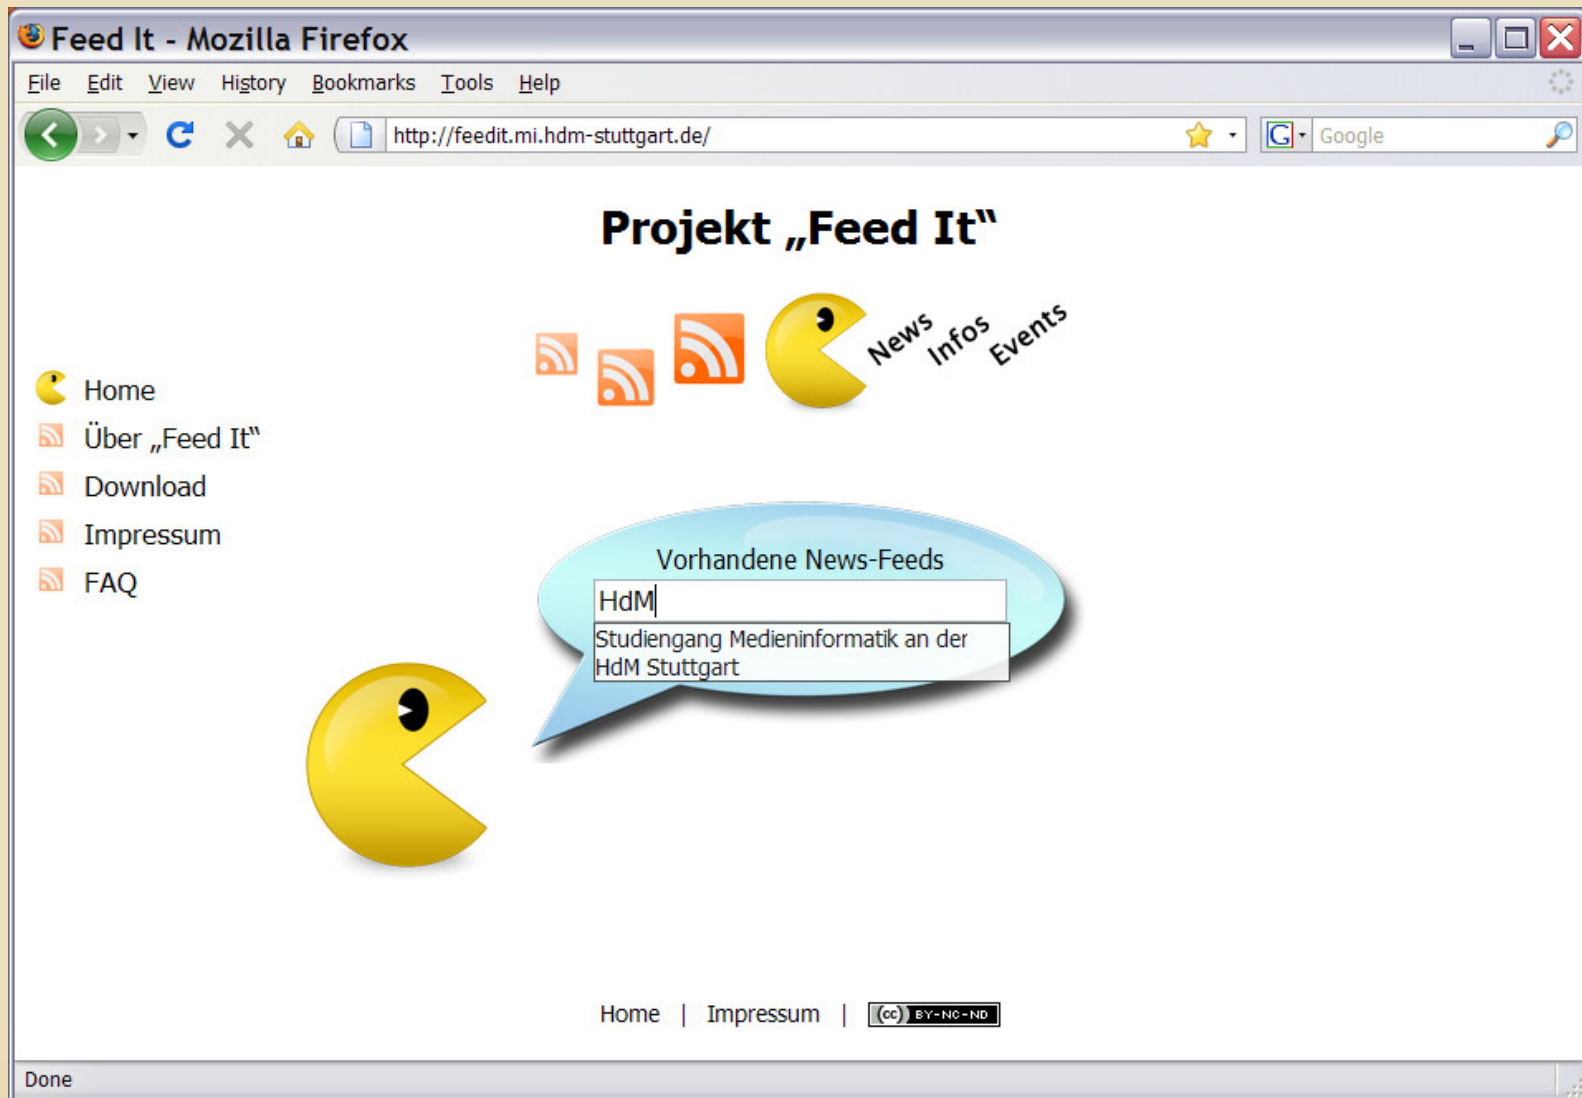 Feed It - Mozilla Firefox
File Edit View History Bookmarks Tools Help
http://feedit.mi.hdm-stuttgart.de/
G Google
Projekt „Feed It“
News Infos Events
Home
Über „Feed It“
Download
Impressum
FAQ
Vorhandene News-Feeds
HdM
Studiengang Medieninformatik an der
HdM Stuttgart
Home | Impressum | (cc) BY-NC-ND
Done